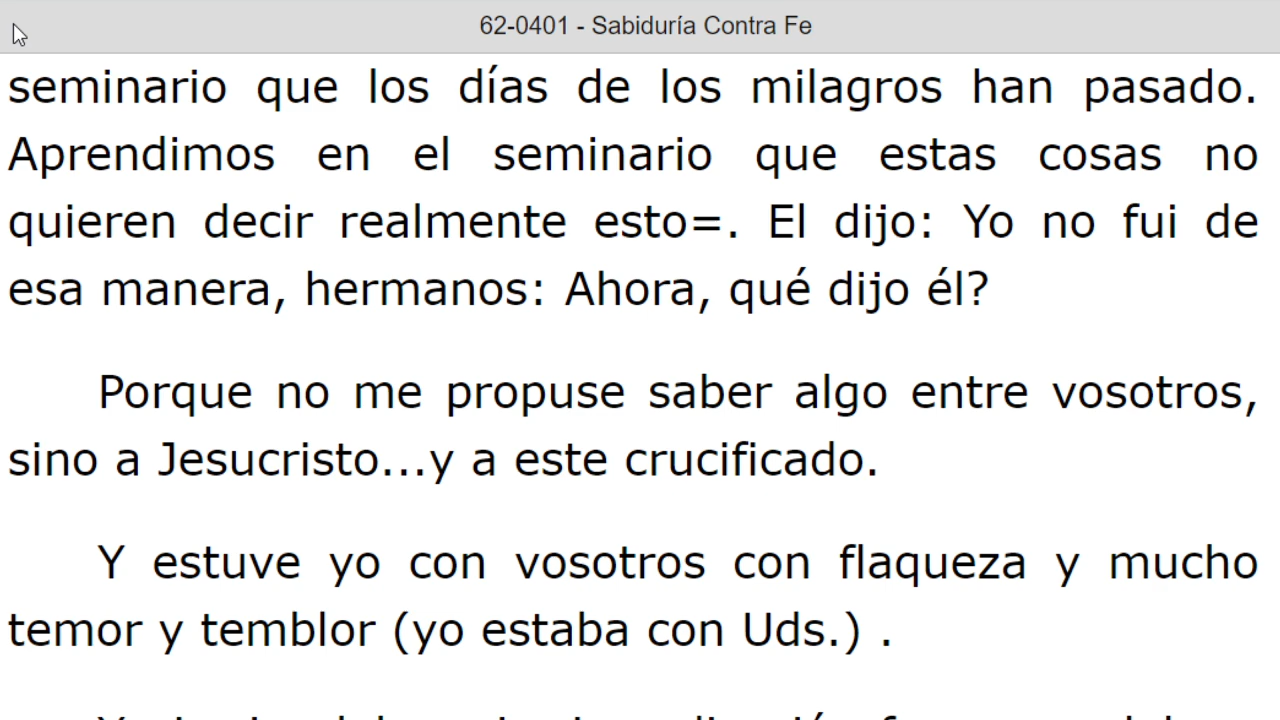 62-0401 - Sabiduría Contra Fe
seminario que los días de los milagros han pasado.
Aprendimos en el seminario que estas cosas no
quieren decir realmente esto=. El dijo: Yo no fui de
esa manera, hermanos: Ahora, qué dijo él?
Porque no me propuse saber algo entre vosotros,
sino a Jesucristo...y a este crucificado.
Y estuve yo con vosotros con flaqueza y mucho
temor y temblor (yo estaba con Uds.) .